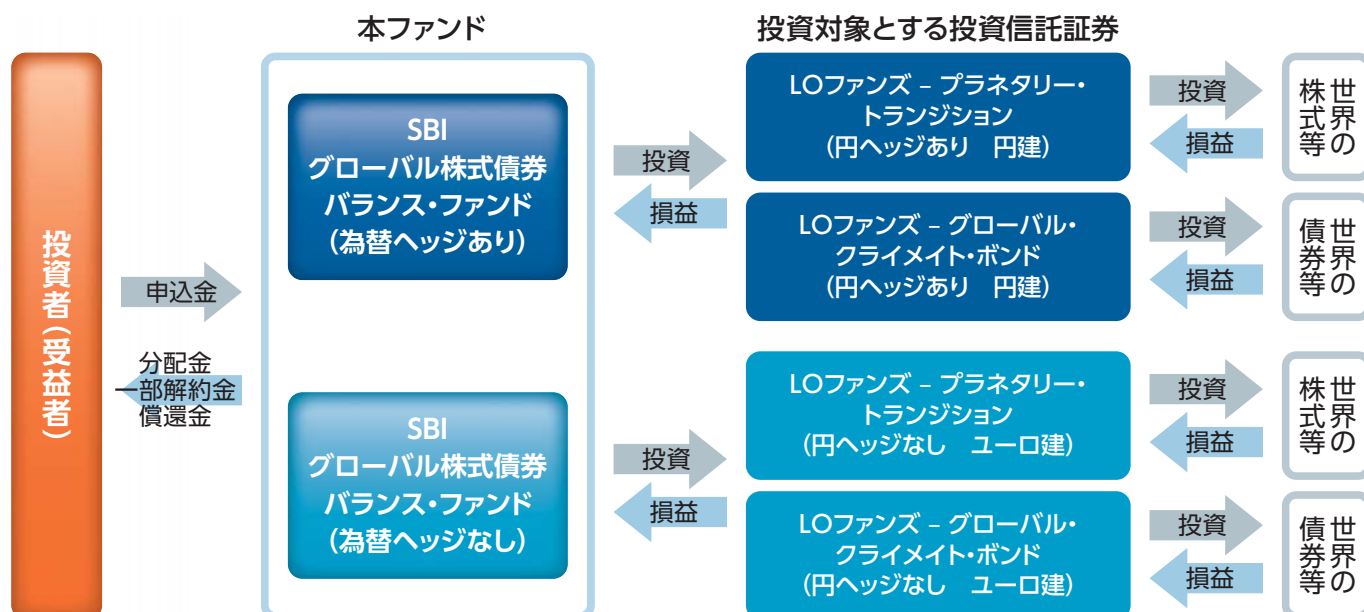 本ファンド
投資対象とする投資信託証券
投資者(受益者)
申込金
分配金
一部解約金
償還金
SBI
グローバル株式債券
バランス・ファンド
(為替ヘッジあり)
投資
損益
LOファンズ – プラネタリー・
トランジション
(円ヘッジあり　円建)
投資
損益
世界の
株式等
LOファンズ – グローバル・
クライメイト・ボンド
(円ヘッジあり　円建)
投資
損益
世界の
債券等
SBI
グローバル株式債券
バランス・ファンド
(為替ヘッジなし)
投資
損益
LOファンズ – プラネタリー・
トランジション
(円ヘッジなし　ユーロ建)
投資
損益
世界の
株式等
LOファンズ – グローバル・
クライメイト・ボンド
(円ヘッジなし　ユーロ建)
投資
損益
世界の
債券等